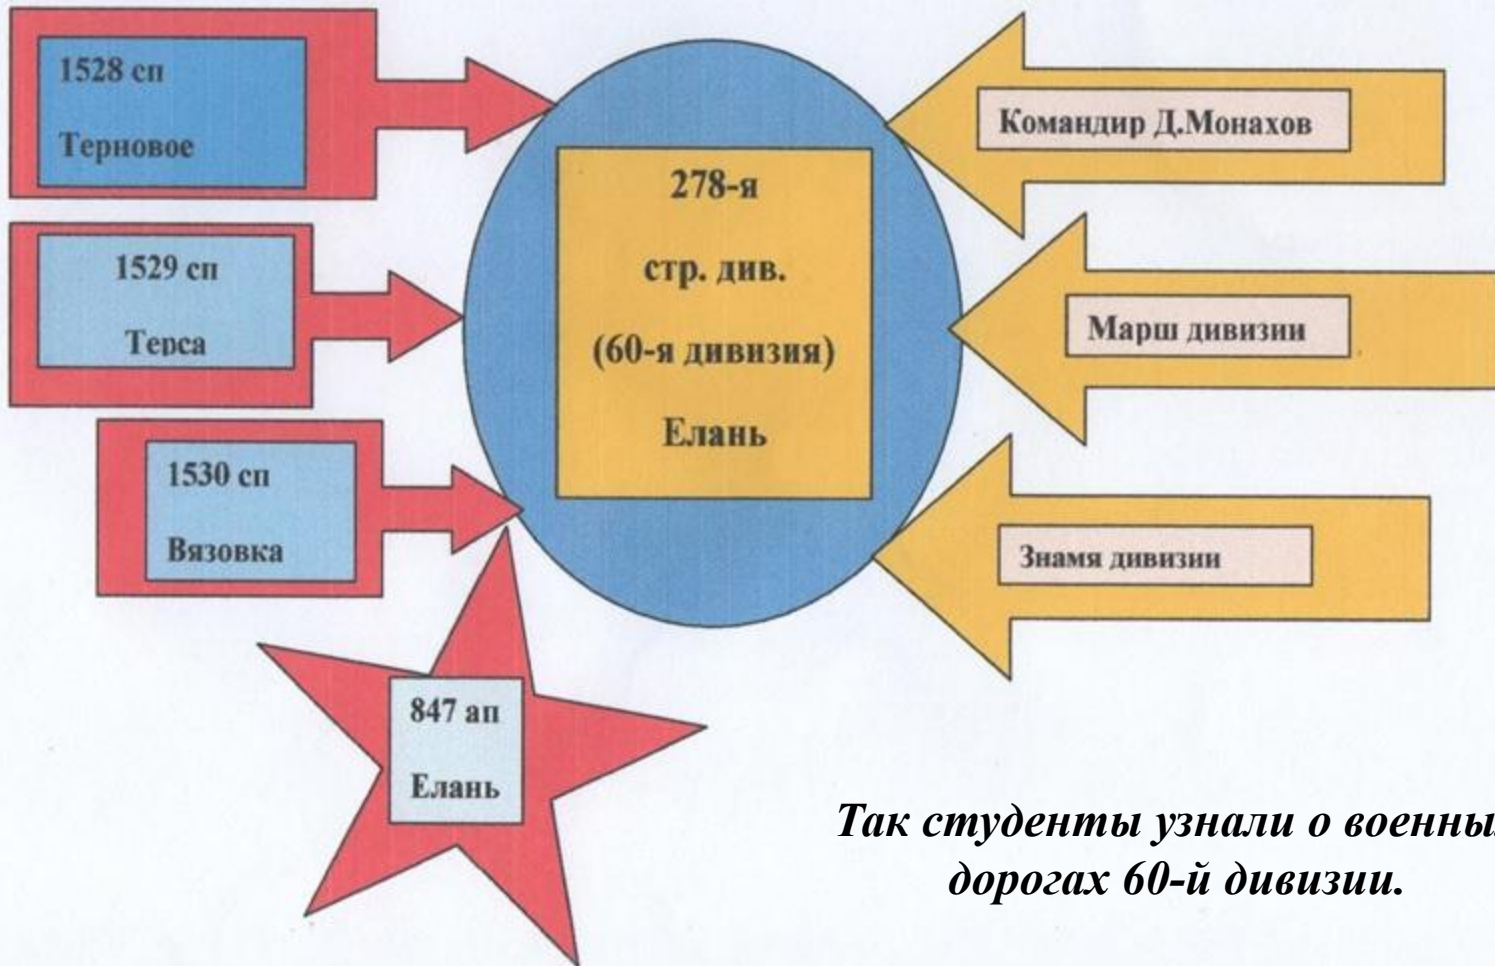 1528 сп
Терновое
1529 сп
Терса
1530 сп
Вязовка
847 ап
Елань
278-я
стр. див.
(60-я дивизия)
Елань
Командир Д.Монахов
Марш дивизии
Знамя дивизии
Так студенты узнали о военны
дорогах 60-й дивизии.